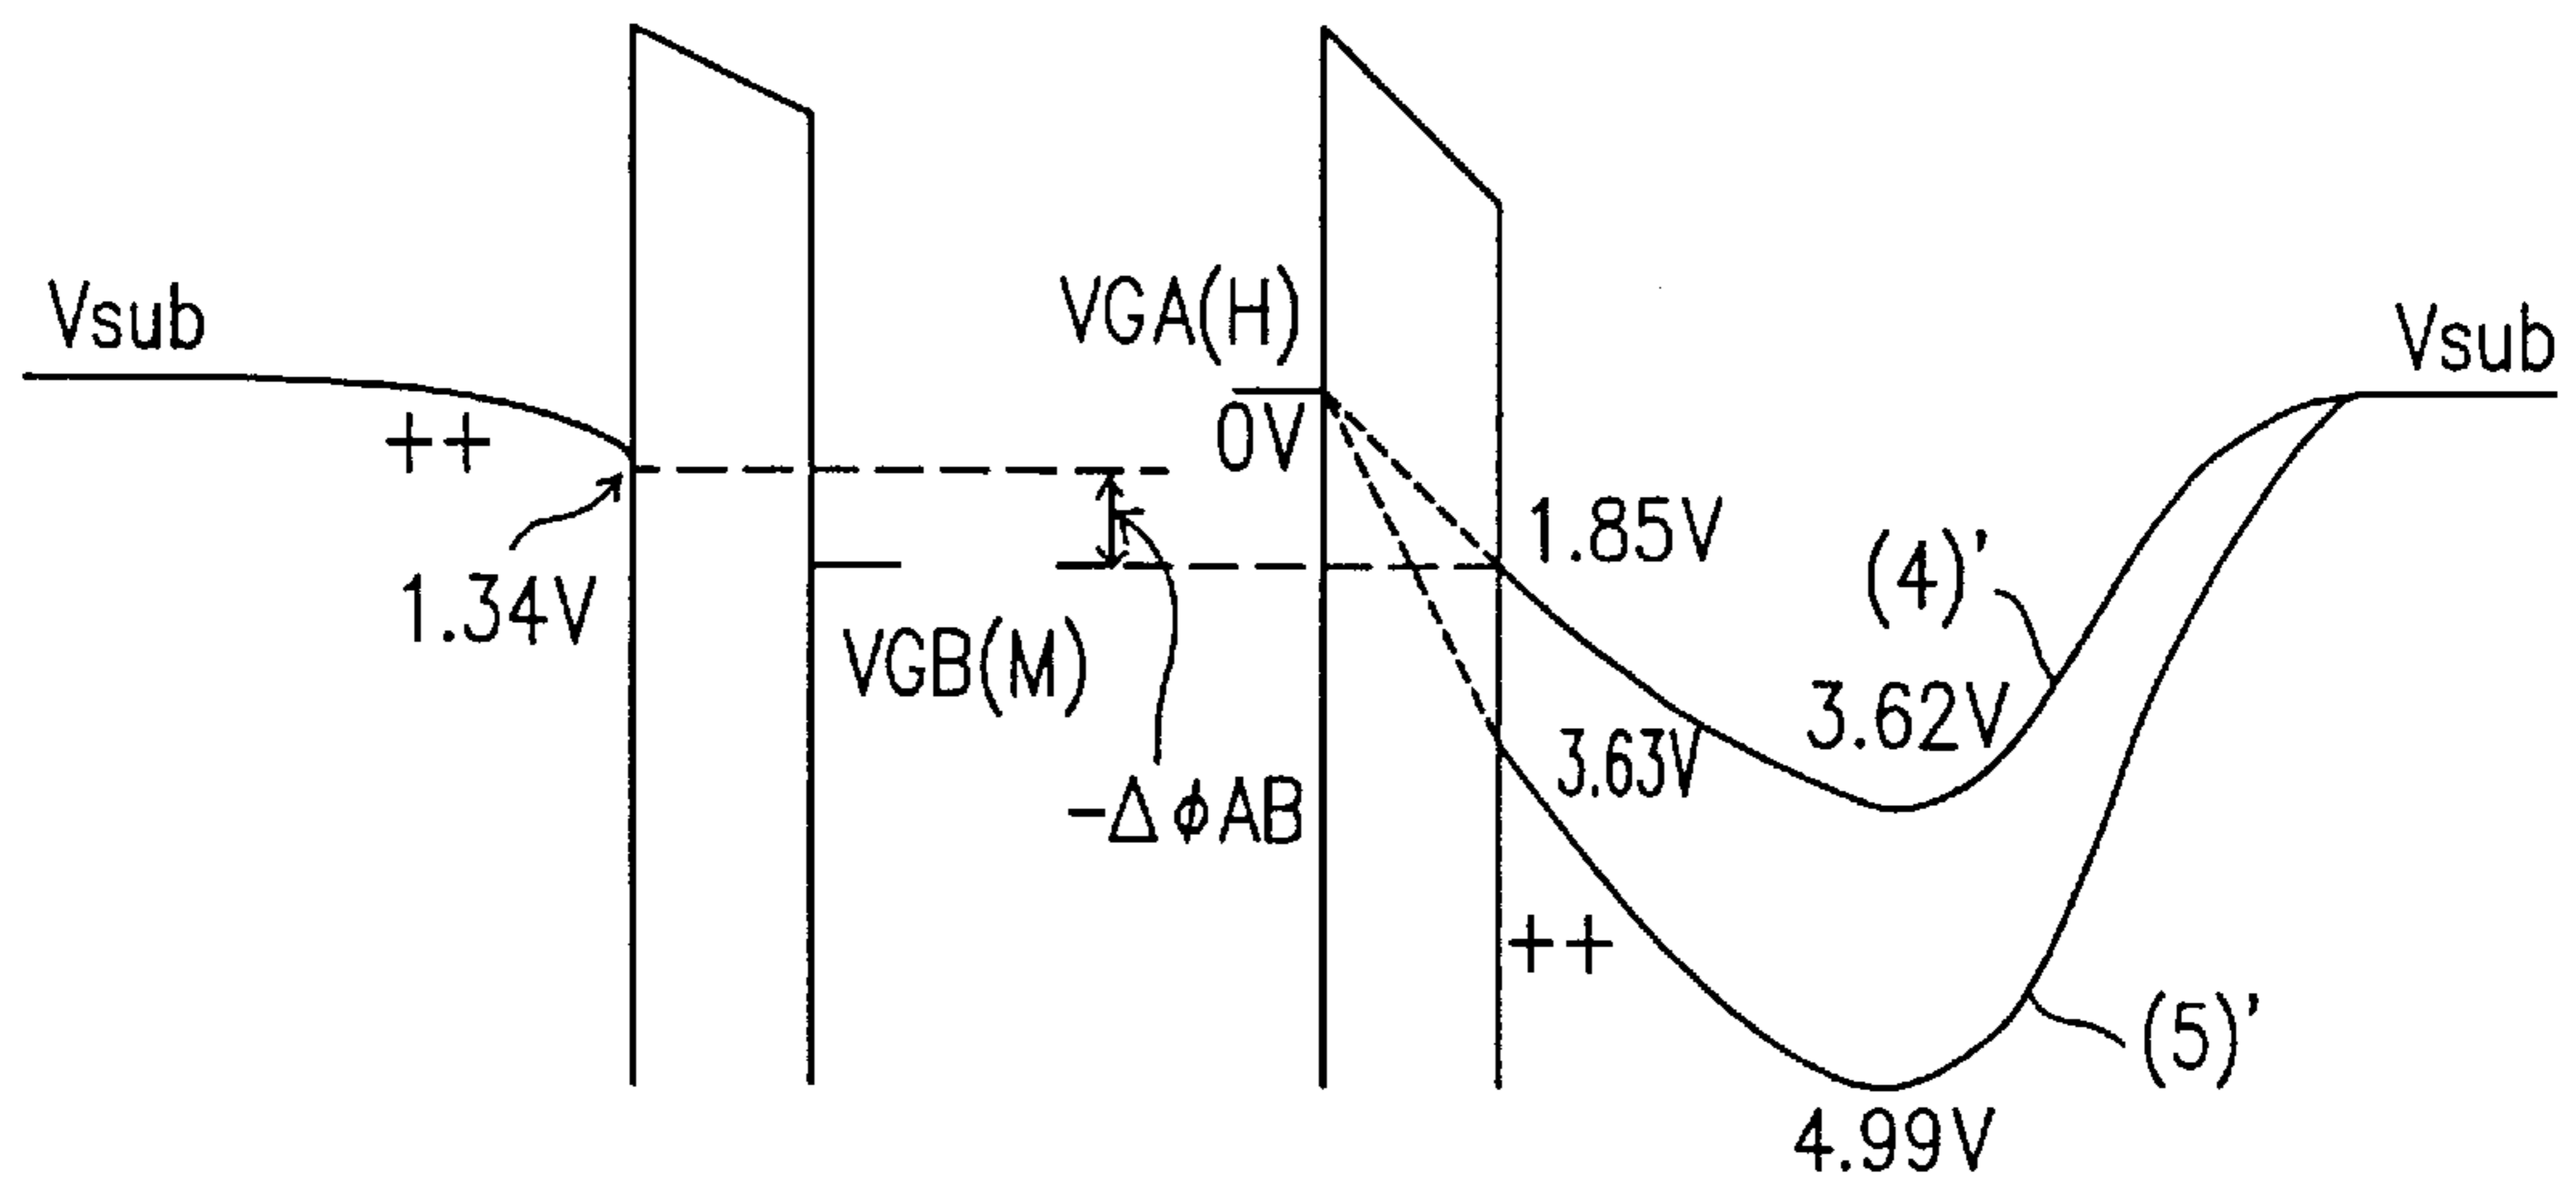 Vsub
++
1.34V
VGB(M)
VGA(H)
0V
-ΔϕAB
1.85V
3.63V
3.62V
(4)'
Vsub
++
(5)'
4.99V